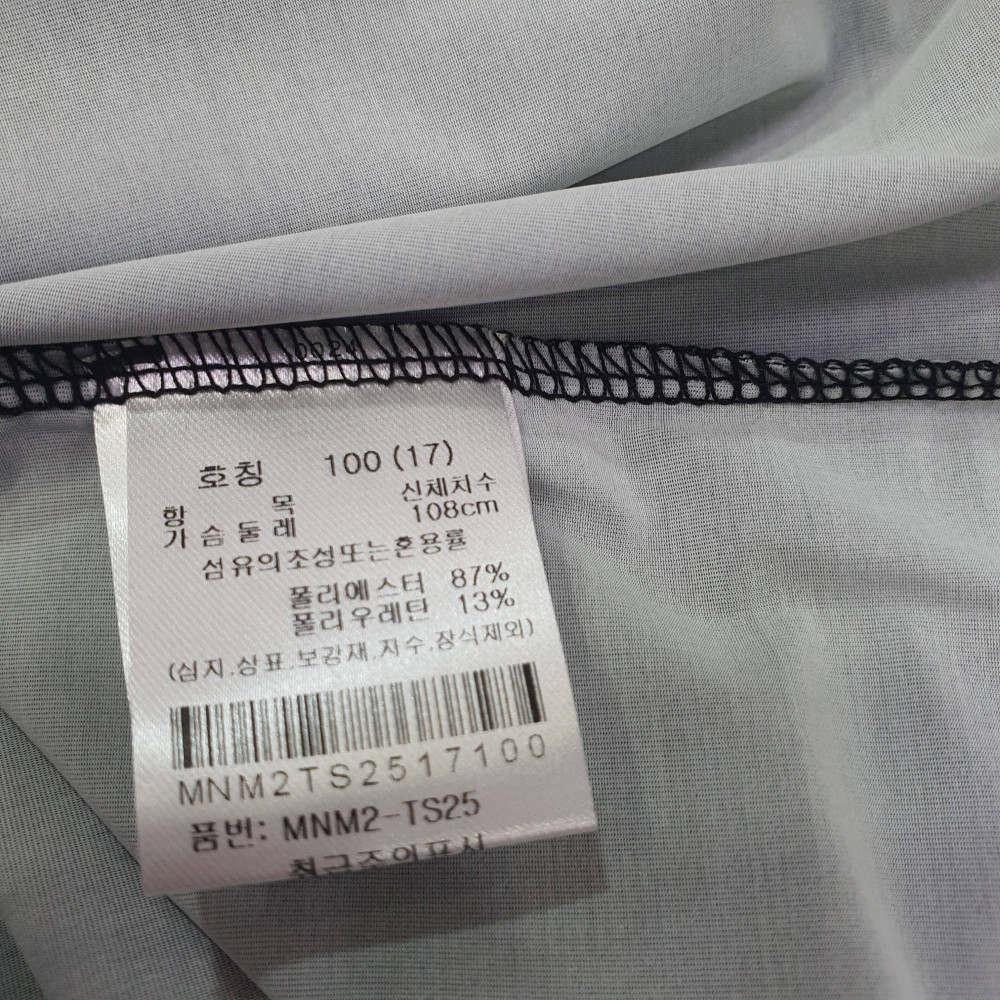 호칭 100 (17)
항 목 신체치수
가 슴 둘 레 108cm
섬유의조성또는혼용률
폴리에스터 87%
폴리우레탄 13%
(심지.상표.보강재.자수.장식제외)
MNM2TS2517100
품번: MNM2-TS25